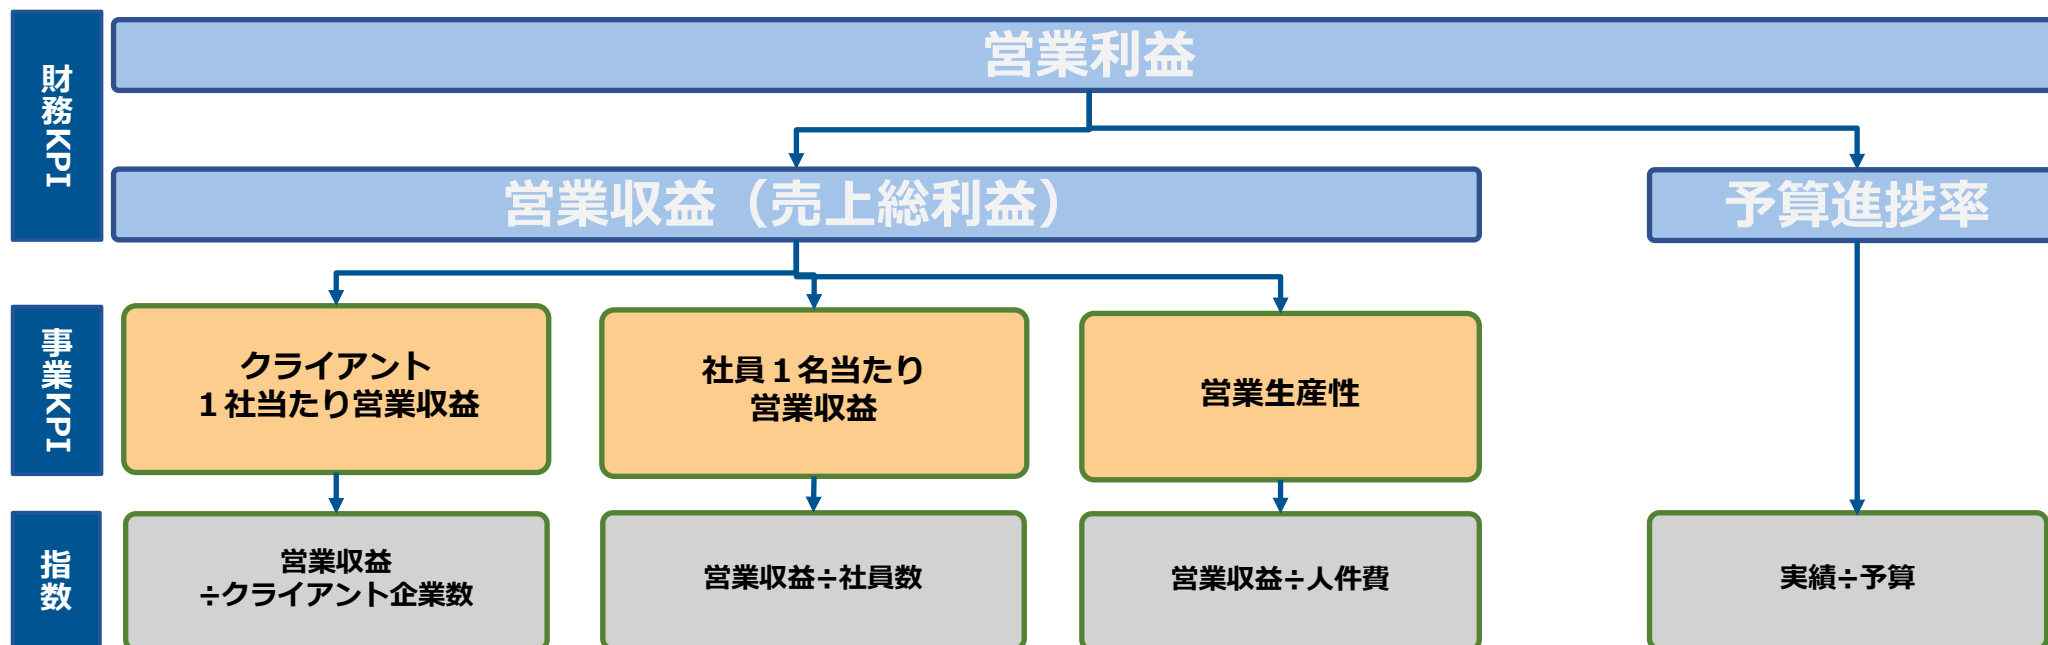 財務KPI
営業利益
営業収益（売上総利益）
予算進捗率
事業KPI
クライアント
１社当たり営業収益
社員１名当たり
営業収益
営業生産性
指数
営業収益
÷クライアント企業数
営業収益÷社員数
営業収益÷人件費
実績÷予算